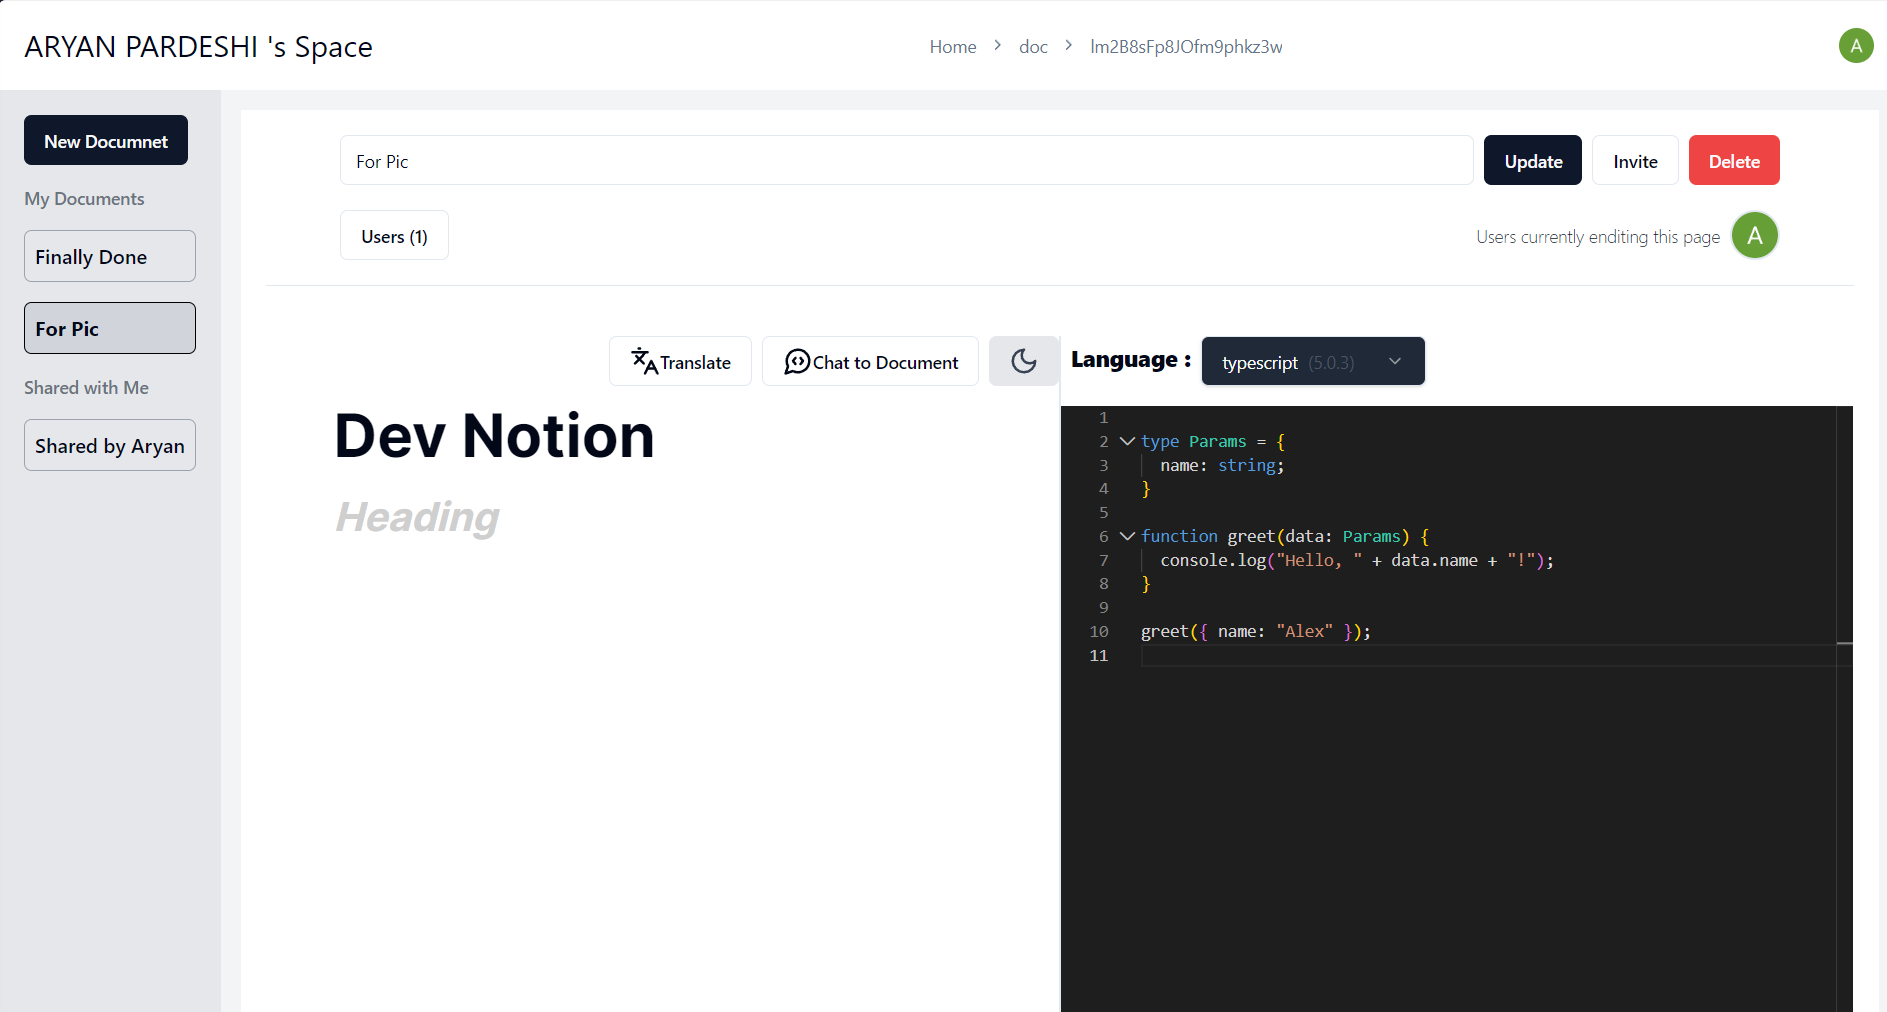 ARYAN PARDESHI 's Space
Home > doc > lm2B8sFp8JOfm9phkz3w
A
New Documnet
My Documents
Finally Done
For Pic
Shared with Me
Shared by Aryan
For Pic
Update
Invite
Delete
Users (1)
Users currently enditing this page
A
Translate
Chat to Document
Dev Notion
Heading
Language :
typescript (5.0.3)
1
2 type Params = {
3 name: string;
4 }
5
6 function greet(data: Params) {
7 console.log("Hello, " + data.name + "!");
8 }
9
10 greet({ name: "Alex" });
11